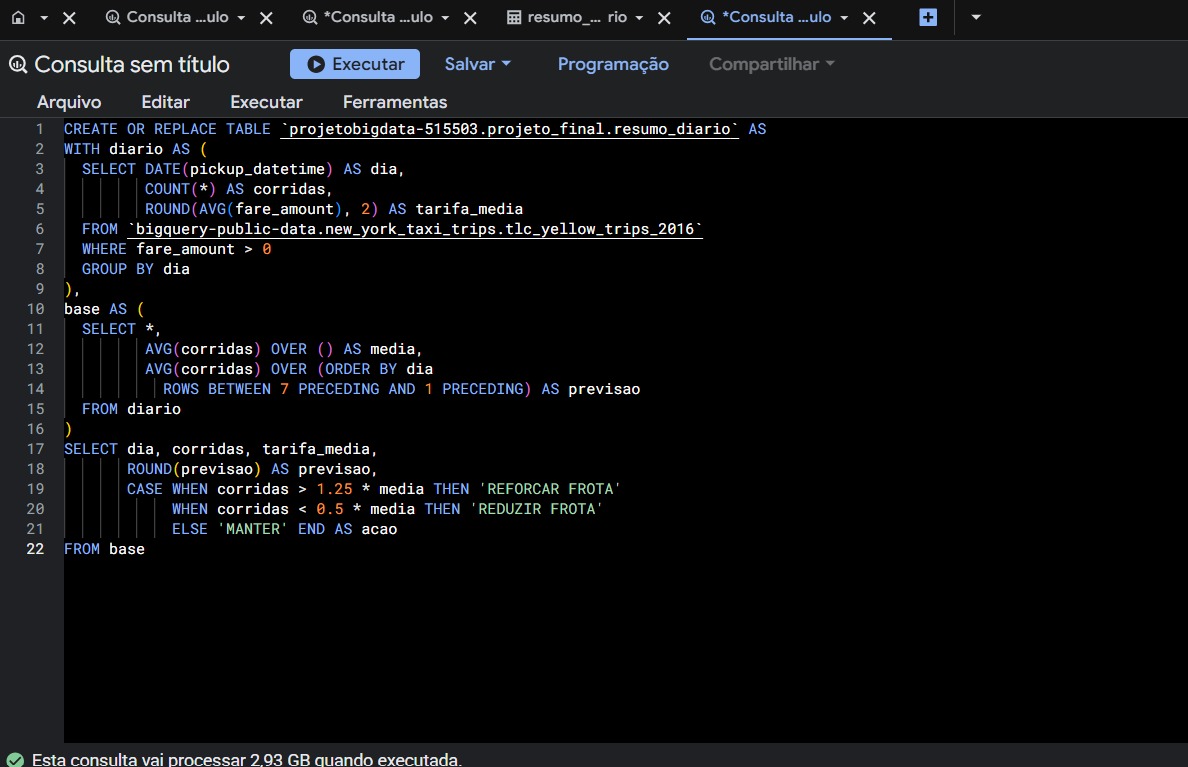 Consulta ...ulo
*Consulta ...ulo
resumo_... rio
*Consulta ...ulo
Consulta sem título
Executar
Salvar
Programação
Compartilhar
Arquivo Editar Executar Ferramentas
1 CREATE OR REPLACE TABLE `projetobigdata-515503.projeto_final.resumo_diario` AS
2 WITH diario AS (
3 SELECT DATE(pickup_datetime) AS dia,
4 COUNT(*) AS corridas,
5 ROUND(AVG(fare_amount), 2) AS tarifa_media
6 FROM `bigquery-public-data.new_york_taxi_trips.tlc_yellow_trips_2016`
7 WHERE fare_amount > 0
8 GROUP BY dia
9 ),
10 base AS (
11 SELECT *,
12 AVG(corridas) OVER () AS media,
13 AVG(corridas) OVER (ORDER BY dia
14 ROWS BETWEEN 7 PRECEDING AND 1 PRECEDING) AS previsao
15 FROM diario
16 )
17 SELECT dia, corridas, tarifa_media,
18 ROUND(previsao) AS previsao,
19 CASE WHEN corridas > 1.25 * media THEN 'REFORCAR FROTA'
20 WHEN corridas < 0.5 * media THEN 'REDUZIR FROTA'
21 ELSE 'MANTER' END AS acao
22 FROM base
Esta consulta vai processar 2,93 GB quando executada.